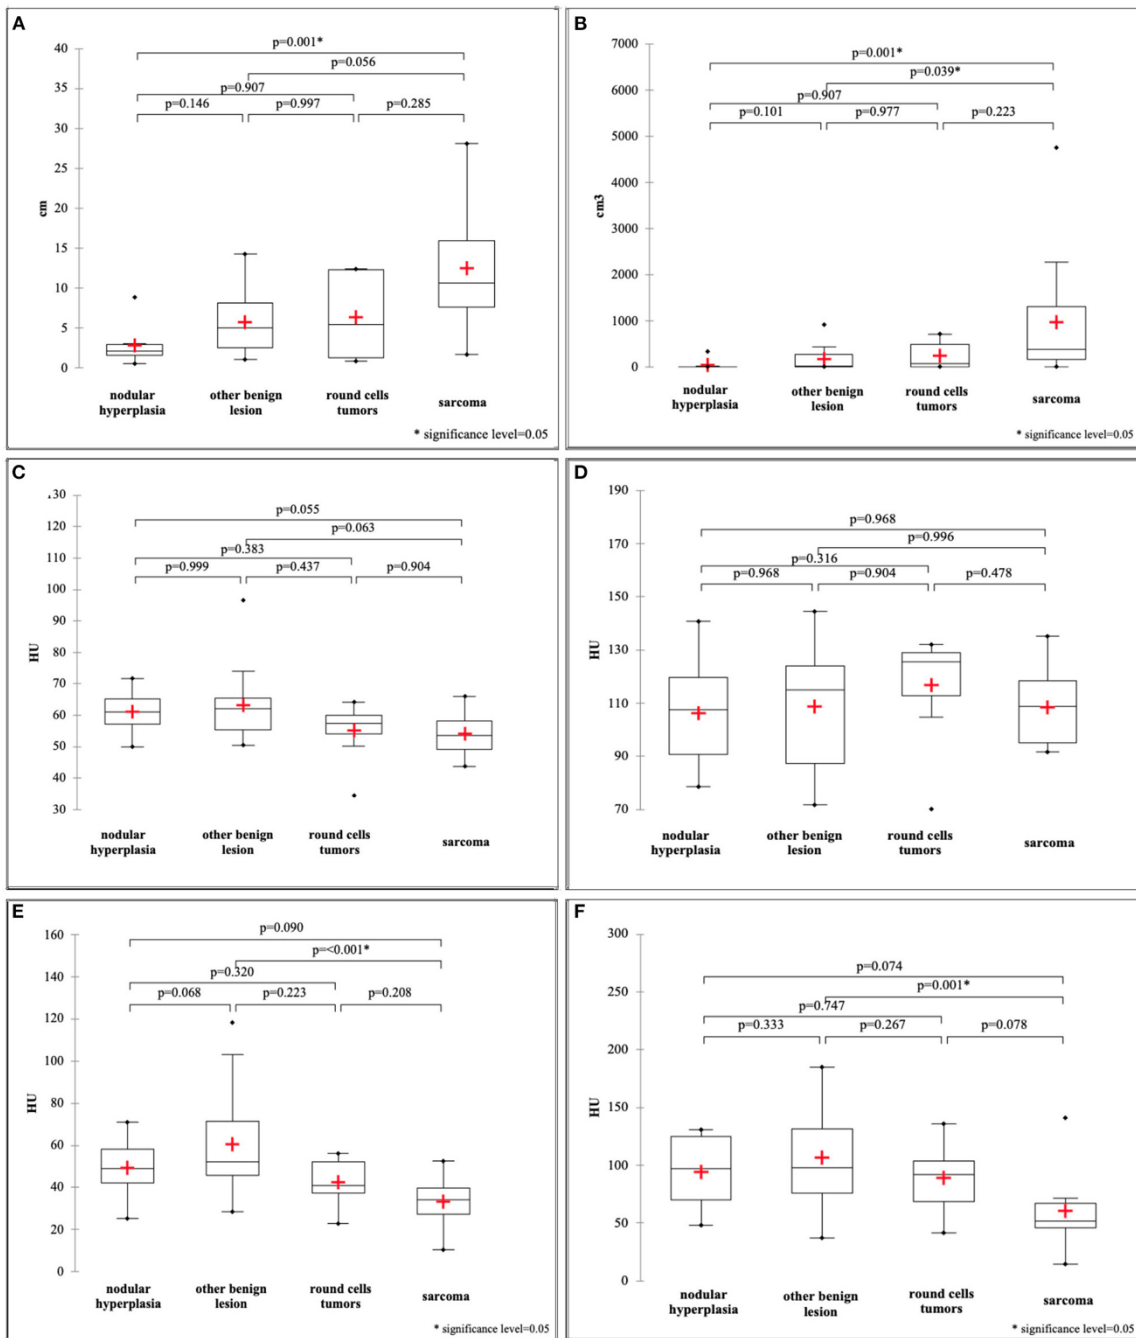 A
40
35
30
25
20
15
10
5
0
cm
p=0.001*
p=0.056
p=0.907
p=0.146
p=0.997
p=0.285
nodular
hyperplasia
other benign
lesion
round cells
tumors
sarcoma
* significance level=0.05
B
7000
6000
5000
4000
3000
2000
1000
0
cm3
p=0.001*
p=0.039*
p=0.907
p=0.101
p=0.977
p=0.223
nodular
hyperplasia
other benign
lesion
round cells
tumors
sarcoma
* significance level=0.05
C
.30
120
110
100
90
80
70
60
50
40
30
HU
p=0.055
p=0.063
p=0.383
p=0.999
p=0.437
p=0.904
nodular
hyperplasia
other benign
lesion
round cells
tumors
sarcoma
D
190
170
150
130
110
90
70
HU
p=0.968
p=0.996
p=0.316
p=0.968
p=0.904
p=0.478
nodular
hyperplasia
other benign
lesion
round cells
tumors
sarcoma
E
160
140
120
100
80
60
40
20
0
HU
p=0.090
p=<0.001*
p=0.320
p=0.068
p=0.223
p=0.208
nodular
hyperplasia
other benign
lesion
round cells
tumors
sarcoma
* significance level=0.05
F
300
250
200
150
100
50
0
HU
p=0.074
p=0.001*
p=0.747
p=0.333
p=0.267
p=0.078
nodular
hyperplasia
other benign
lesion
round cells
tumors
sarcoma
* significance level=0.05